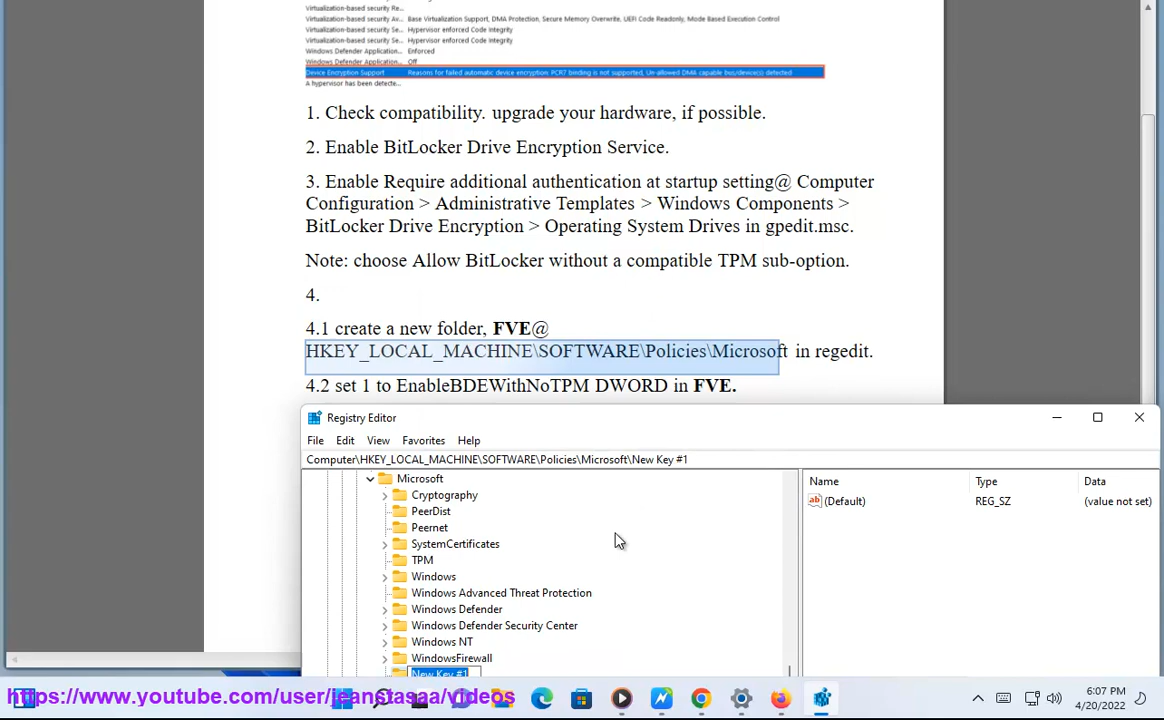 Virtualization-based security Re...
Virtualization-based security Av... Base Virtualization Support, DMA Protection, Secure Memory Overwrite, UEFI Code Readonly, Mode Based Execution Control
Virtualization-based security Se... Hypervisor enforced Code Integrity
Virtualization-based security Se... Hypervisor enforced Code Integrity
Windows Defender Application... Enforced
Windows Defender Application... Off
Device Encryption Support Reasons for failed automatic device encryption: PCR7 binding is not supported, Un-allowed DMA capable bus/device(s) detected
A hypervisor has been detecte...
1. Check compatibility. upgrade your hardware, if possible.
2. Enable BitLocker Drive Encryption Service.
3. Enable Require additional authentication at startup setting@ Computer
Configuration > Administrative Templates > Windows Components >
BitLocker Drive Encryption > Operating System Drives in gpedit.msc.
Note: choose Allow BitLocker without a compatible TPM sub-option.
4.
4.1 create a new folder, FVE@
HKEY_LOCAL_MACHINE\SOFTWARE\Policies\Microsoft in regedit.
4.2 set 1 to EnableBDEWithNoTPM DWORD in FVE.
Registry Editor
File Edit View Favorites Help
Computer\HKEY_LOCAL_MACHINE\SOFTWARE\Policies\Microsoft\New Key #1
Microsoft
Cryptography
PeerDist
Peernet
SystemCertificates
TPM
Windows
Windows Advanced Threat Protection
Windows Defender
Windows Defender Security Center
Windows NT
WindowsFirewall
New Key #1
Name Type Data
(Default) REG_SZ (value not set)
https://www.youtube.com/user/jeanstasaa/videos
6:07 PM
4/20/2022